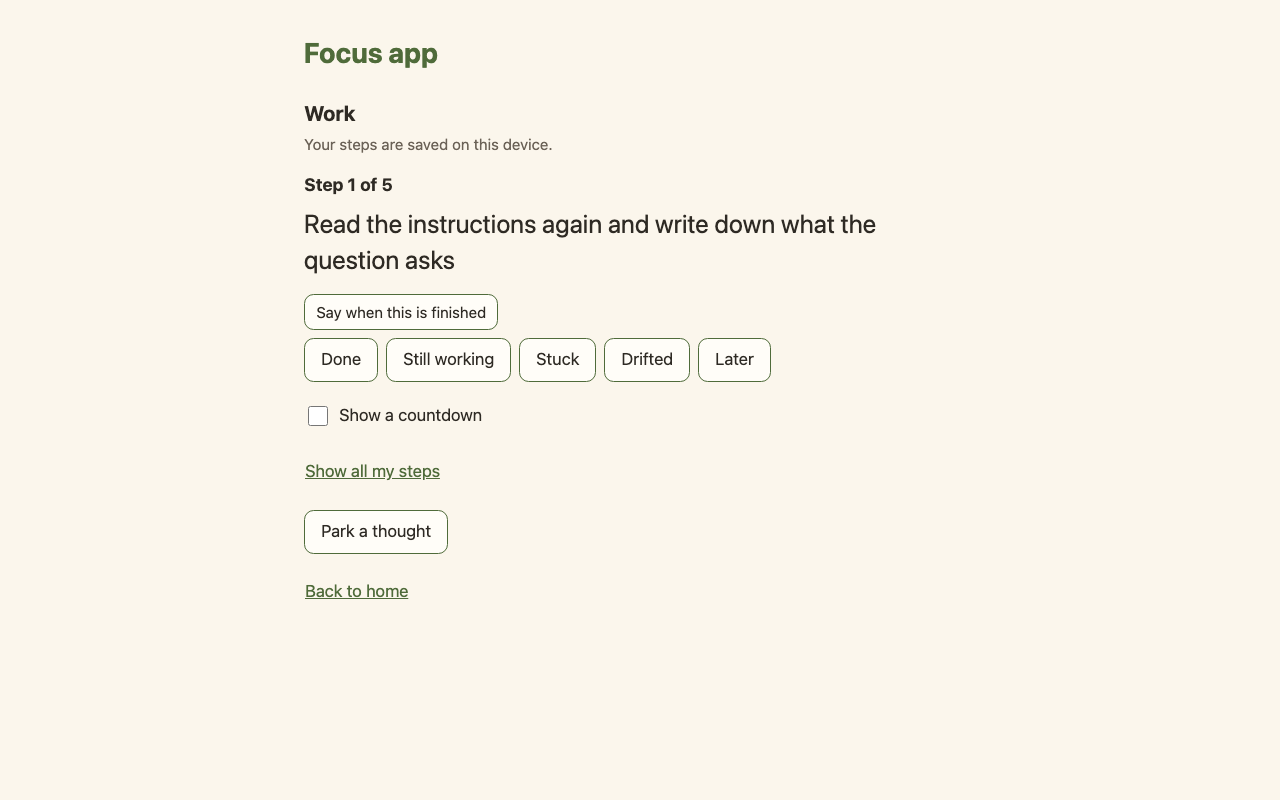 Focus app
Work
Your steps are saved on this device.
Step 1 of 5
Read the instructions again and write down what the
question asks
Say when this is finished
Done Still working Stuck Drifted Later
Show a countdown
Show all my steps
Park a thought
Back to home